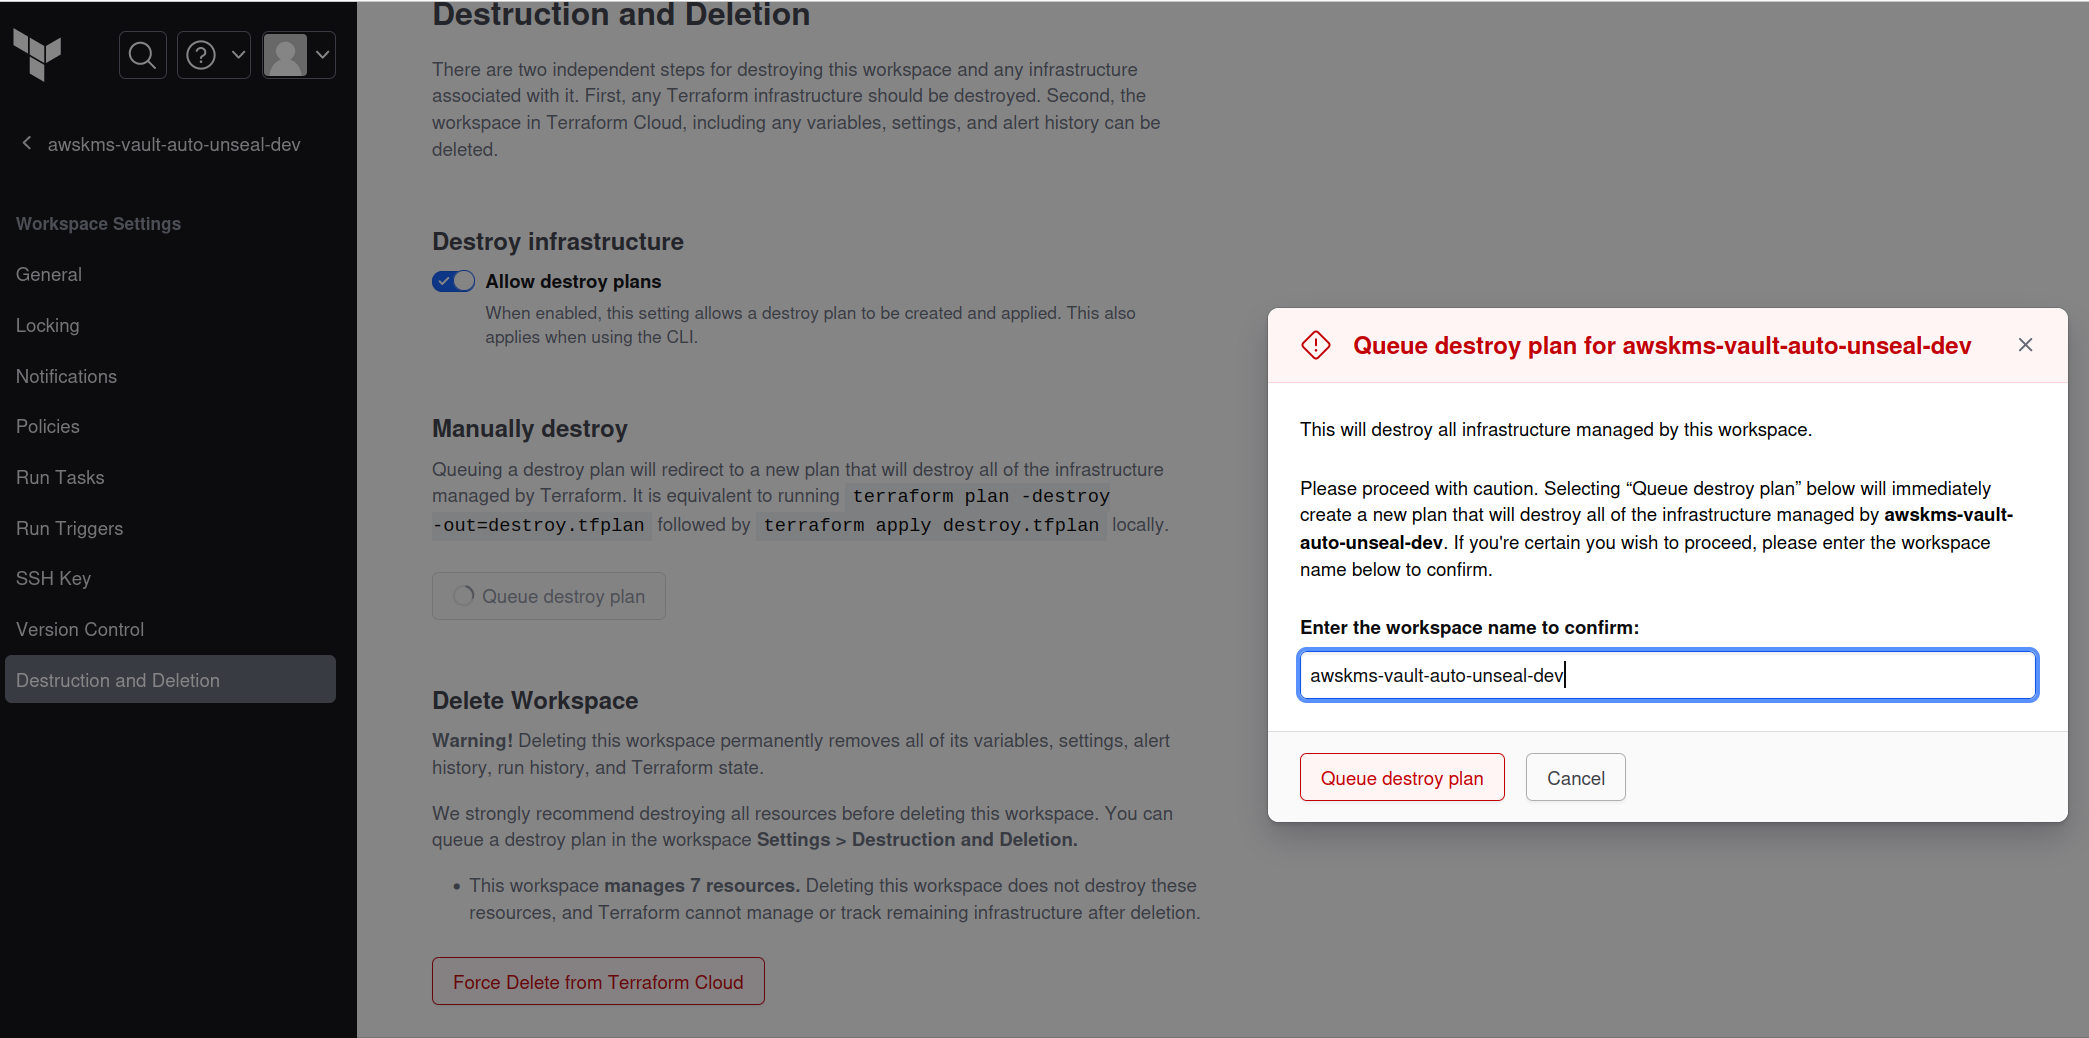 awskms-vault-auto-unseal-dev
Workspace Settings
General
Locking
Notifications
Policies
Run Tasks
Run Triggers
SSH Key
Version Control
Destruction and Deletion
Destruction and Deletion
There are two independent steps for destroying this workspace and any infrastructure
associated with it. First, any Terraform infrastructure should be destroyed. Second, the
workspace in Terraform Cloud, including any variables, settings, and alert history can be
deleted.
Destroy infrastructure
Allow destroy plans
When enabled, this setting allows a destroy plan to be created and applied. This also
applies when using the CLI.
Manually destroy
Queuing a destroy plan will redirect to a new plan that will destroy all of the infrastructure
managed by Terraform. It is equivalent to running terraform plan -destroy
-out=destroy.tfplan followed by terraform apply destroy.tfplan locally.
Queue destroy plan
Delete Workspace
Warning! Deleting this workspace permanently removes all of its variables, settings, alert
history, run history, and Terraform state.
We strongly recommend destroying all resources before deleting this workspace. You can
queue a destroy plan in the workspace Settings > Destruction and Deletion.
• This workspace manages 7 resources. Deleting this workspace does not destroy these
resources, and Terraform cannot manage or track remaining infrastructure after deletion.
Force Delete from Terraform Cloud
Queue destroy plan for awskms-vault-auto-unseal-dev
This will destroy all infrastructure managed by this workspace.
Please proceed with caution. Selecting “Queue destroy plan” below will immediately
create a new plan that will destroy all of the infrastructure managed by awskms-vault-
auto-unseal-dev. If you're certain you wish to proceed, please enter the workspace
name below to confirm.
Enter the workspace name to confirm:
awskms-vault-auto-unseal-dev
Queue destroy plan
Cancel